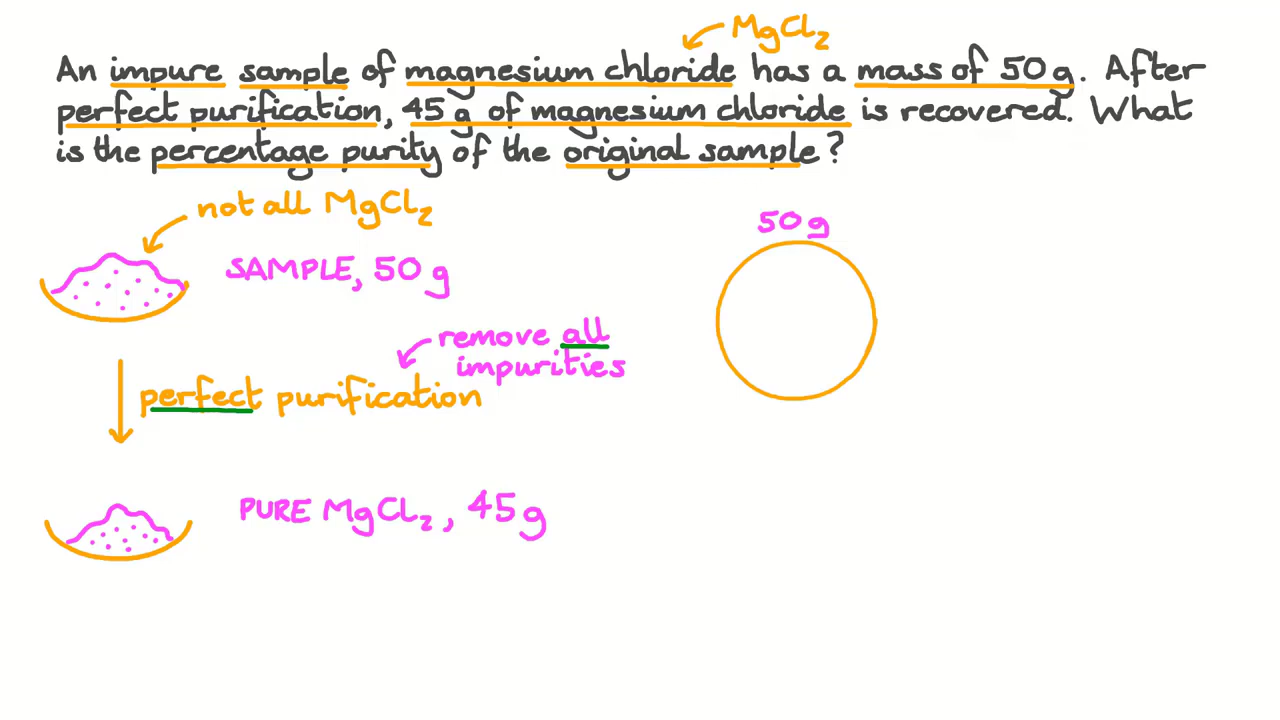 MgCl₂
An impure sample of magnesium chloride has a mass of 50 g. After
perfect purification, 45 g of magnesium chloride is recovered. What
is the percentage purity of the original sample?
not all MgCl₂
SAMPLE, 50 g
50 g
remove all
impurities
perfect purification
PURE MgCl₂, 45 g